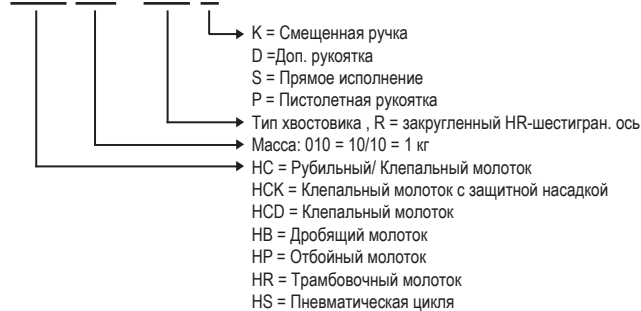 K = Смещенная ручка
D =Доп. рукоятка
S = Прямое исполнение
P = Пистолетная рукоятка
Тип хвостовика , R = закругленный HR-шестигран. ось
Масса: 010 = 10/10 = 1 кг
HC = Рубильный/ Клепальный молоток
HCK = Клепальный молоток с защитной насадкой
HCD = Клепальный молоток
HB = Дробящий молоток
HP = Отбойный молоток
HR = Трамбовочный молоток
HS = Пневматическая цикля